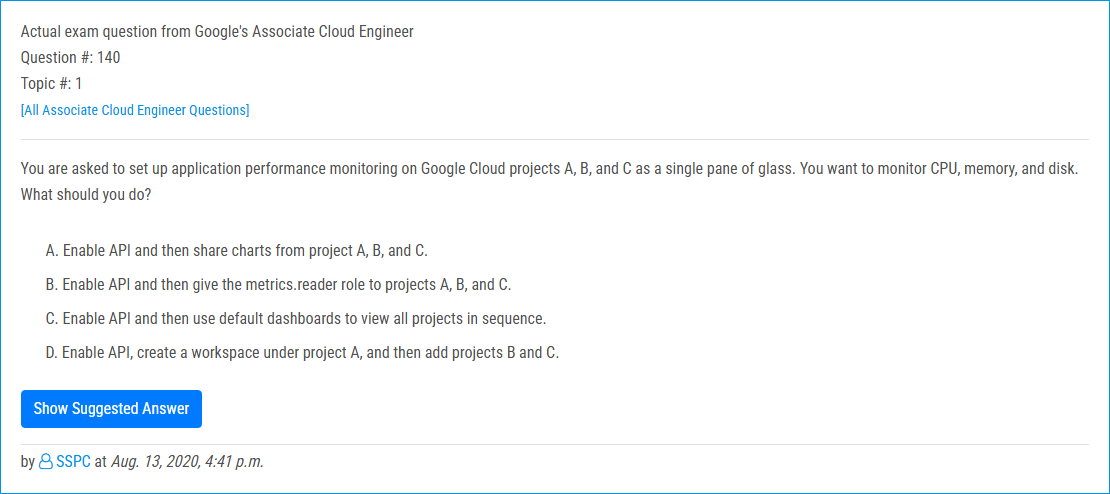 Actual exam question from Google's Associate Cloud Engineer
Question #: 140
Topic #: 1
[All Associate Cloud Engineer Questions]
You are asked to set up application performance monitoring on Google Cloud projects A, B, and C as a single pane of glass. You want to monitor CPU, memory, and disk.
What should you do?
A. Enable API and then share charts from project A, B, and C.
B. Enable API and then give the metrics.reader role to projects A, B, and C.
C. Enable API and then use default dashboards to view all projects in sequence.
D. Enable API, create a workspace under project A, and then add projects B and C.
Show Suggested Answer
by SSPC at Aug. 13, 2020, 4:41 p.m.